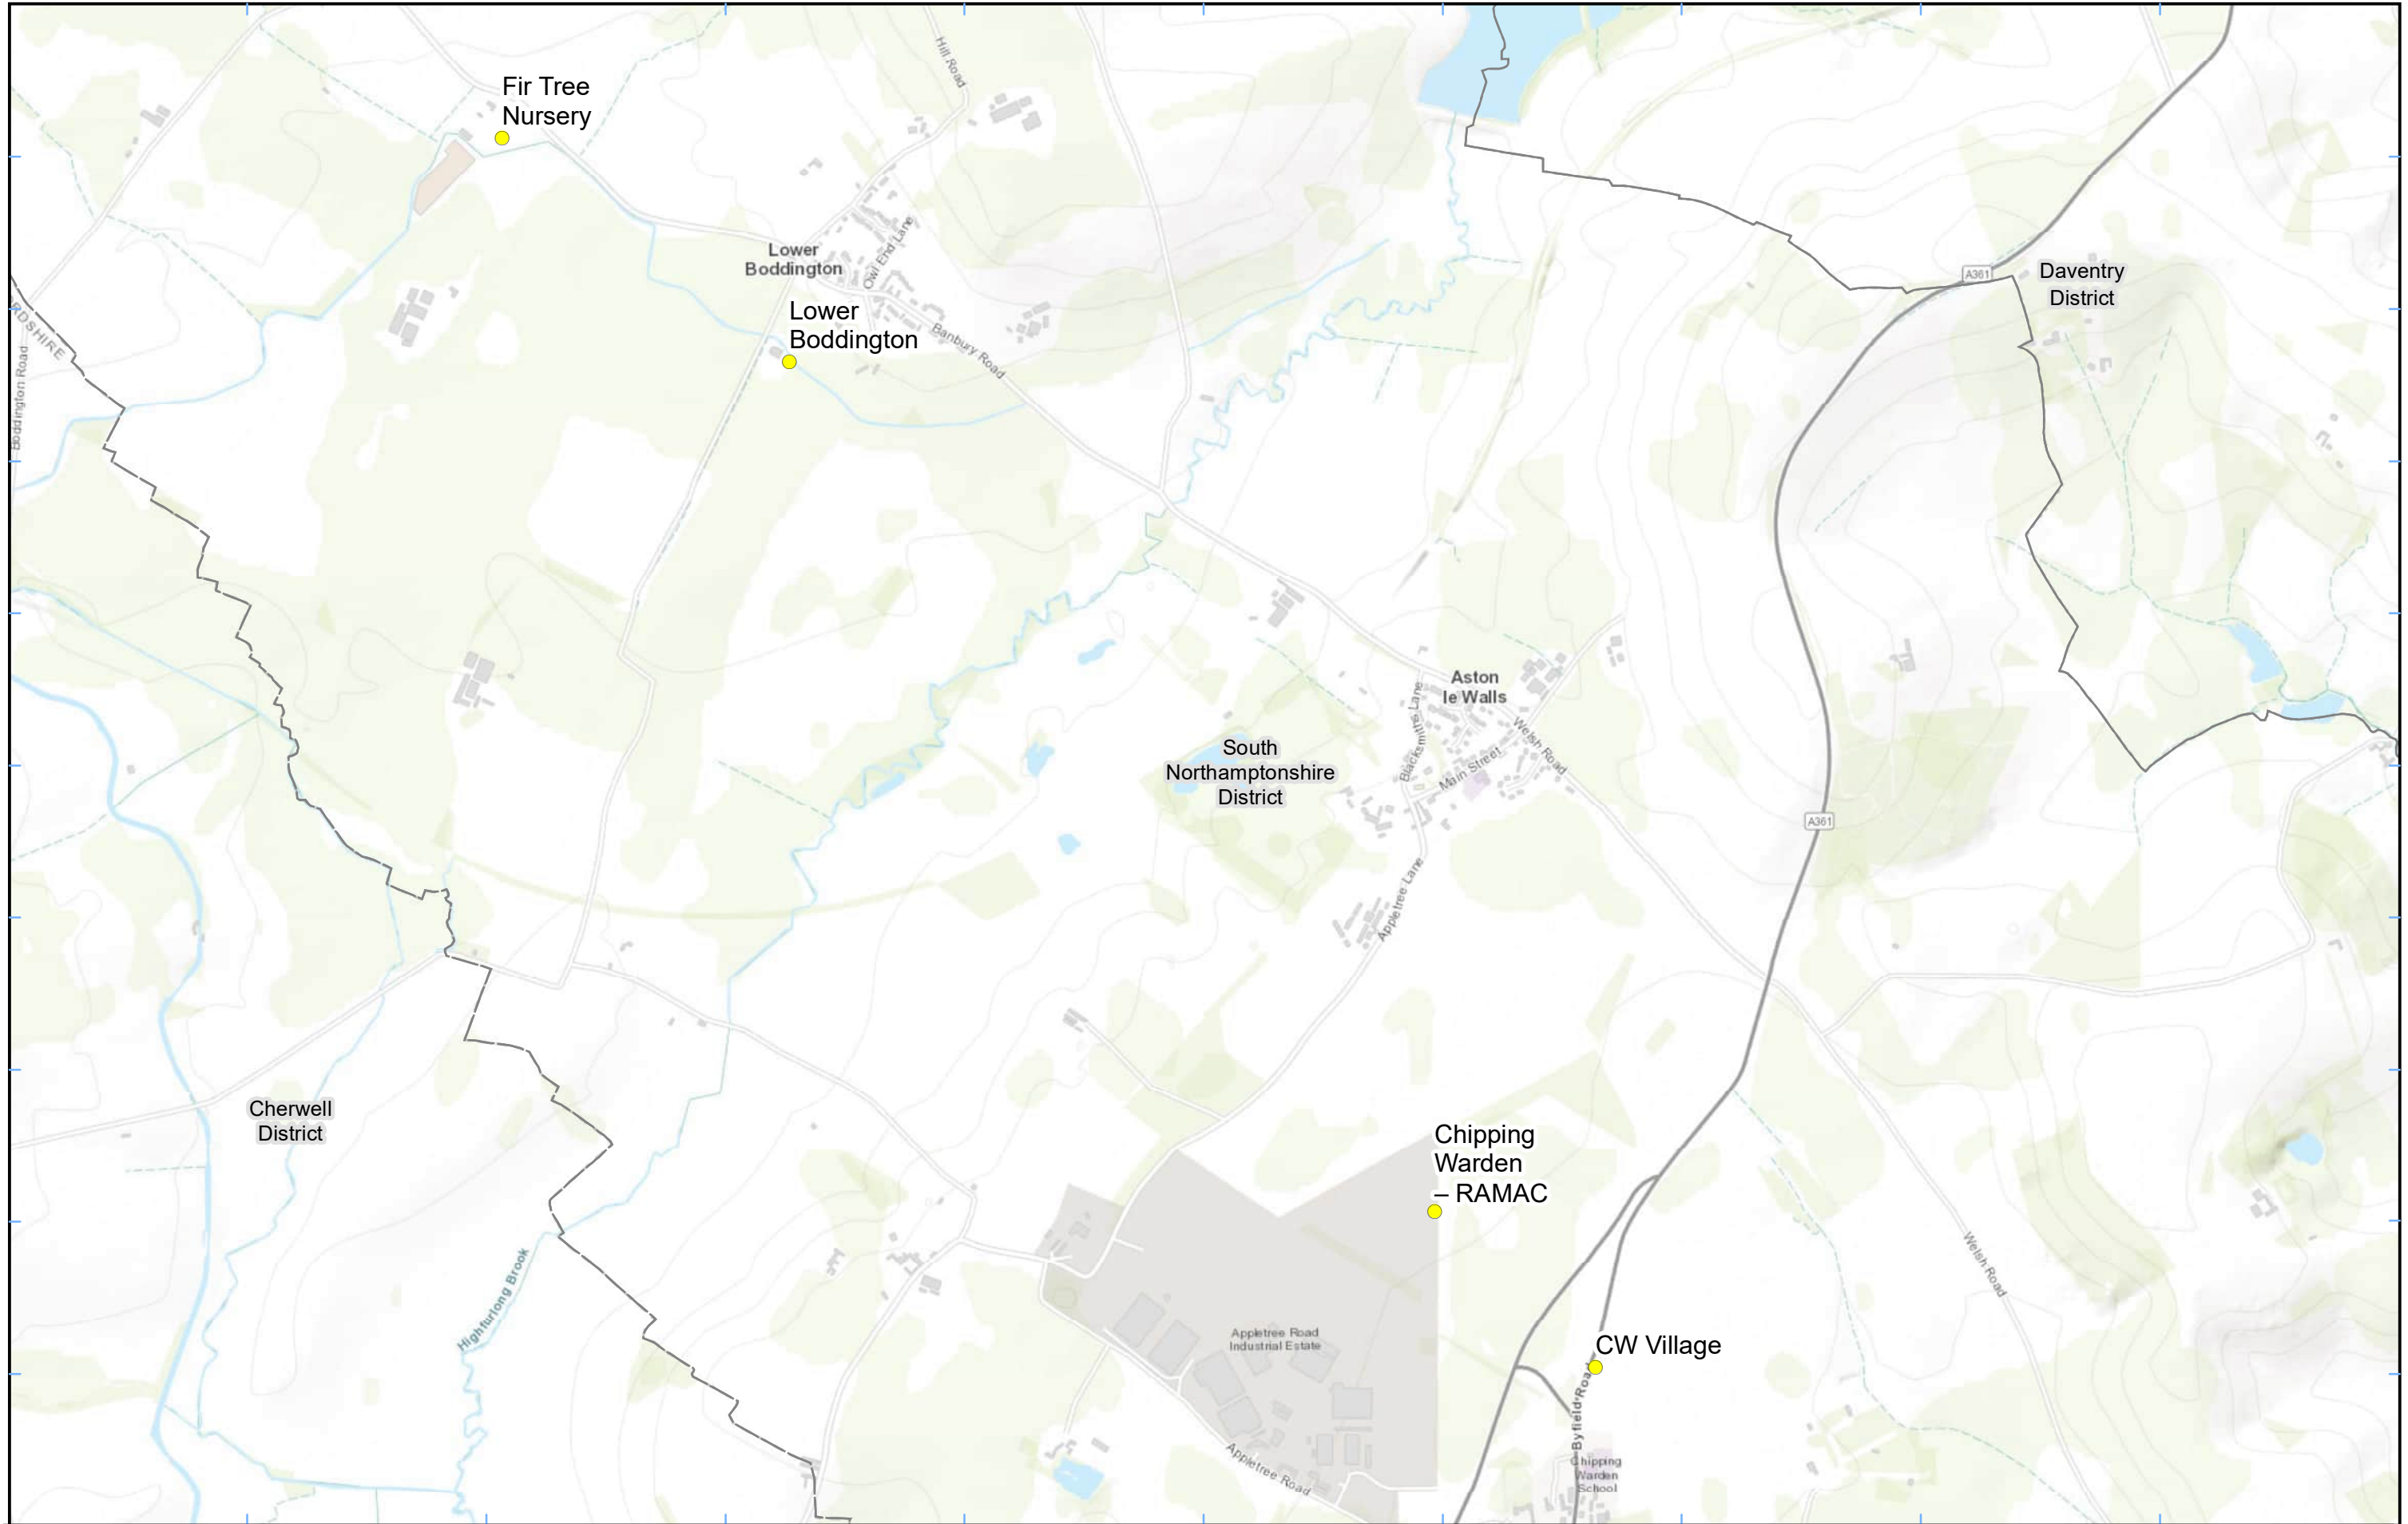 Fir Tree
Nursery
Hill Road
Lower
Boddington
Owl End Lane
Banbury Road
Lower
Boddington
RDSHIRE
Boddington Road
A361
Daventry
District
Aston
le Walls
Blacksmiths Lane
Main Street
Welsh Road
South
Northamptonshire
District
A361
Appletree Lane
Cherwell
District
Chipping
Warden
– RAMAC
Highfurlong Brook
Welsh Road
Appletree Road
Industrial Estate
CW Village
Byfield Road
Appletree Road
Chipping
Warden
School